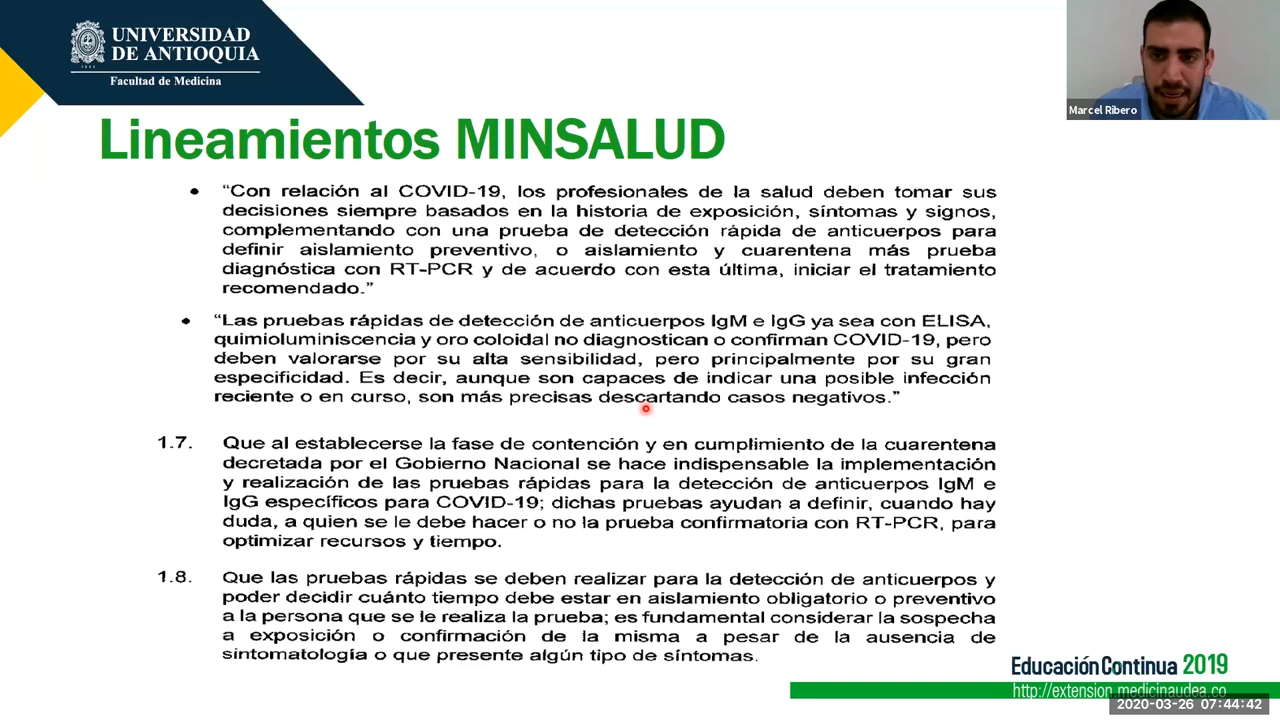 UNIVERSIDAD
DE ANTIOQUIA
1803
Facultad de Medicina
Marcel Ribero
Lineamientos MINSALUD
• “Con relación al COVID-19, los profesionales de la salud deben tomar sus
decisiones siempre basados en la historia de exposición, síntomas y signos,
complementando con una prueba de detección rápida de anticuerpos para
definir aislamiento preventivo, o aislamiento y cuarentena más prueba
diagnóstica con RT-PCR y de acuerdo con esta última, iniciar el tratamiento
recomendado.”
• “Las pruebas rápidas de detección de anticuerpos IgM e IgG ya sea con ELISA,
quimioluminiscencia y oro coloidal no diagnostican o confirman COVID-19, pero
deben valorarse por su alta sensibilidad, pero principalmente por su gran
especificidad. Es decir, aunque son capaces de indicar una posible infección
reciente o en curso, son más precisas descartando casos negativos.”
1.7. Que al establecerse la fase de contención y en cumplimiento de la cuarentena
decretada por el Gobierno Nacional se hace indispensable la implementación
y realización de las pruebas rápidas para la detección de anticuerpos IgM e
IgG específicos para COVID-19; dichas pruebas ayudan a definir, cuando hay
duda, a quien se le debe hacer o no la prueba confirmatoria con RT-PCR, para
optimizar recursos y tiempo.
1.8. Que las pruebas rápidas se deben realizar para la detección de anticuerpos y
poder decidir cuánto tiempo debe estar en aislamiento obligatorio o preventivo
a la persona que se le realiza la prueba; es fundamental considerar la sospecha
a exposición o confirmación de la misma a pesar de la ausencia de
sintomatología o que presente algún tipo de síntomas.
Educación Continua 2019
http://extension.medicinaudea.co
2020-03-26 07:44:42